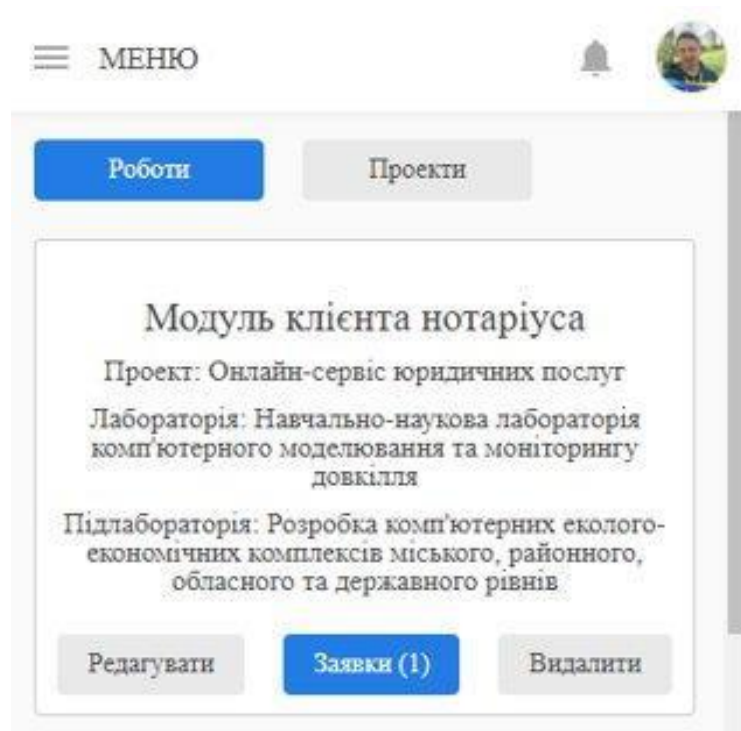 МЕНЮ
Роботи Проекти
Модуль клієнта нотаріуса
Проект: Онлайн-сервіс юридичних послуг
Лабораторія: Навчально-наукова лабораторія
комп'ютерного моделювання та моніторингу
довкілля
Підлабораторія: Розробка комп'ютерних еколого-
економічних комплексів міського, районного,
обласного та державного рівнів
Редагувати Заявки (1) Видалити